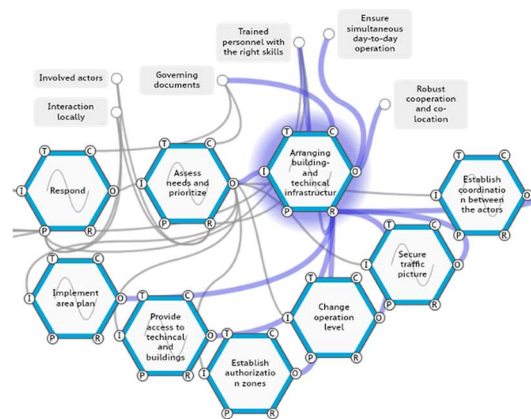 Ensure
simultaneous
day-to-day
operation
Trained
personnel with
the right skills
Involved actors
Governing
documents
Robust
cooperation
and co-
location
Interaction
locally
T C
I O
P R
Respond
T C
I O
P R
Assess
needs and
prioritize
T C
I O
P R
Arranging
building-
and
techincal
infrastructur
T C
I O
P R
Establish
coordinatio
n between
the actors
T C
I O
P R
Secure
traffic
picture
T C
I O
P R
Implement
area plan
T C
I O
P R
Provide
access to
techincal and
buildings
T C
I O
P R
Change
operation
level
T C
I O
P R
Establish
authorizatio
n zones
T C
I O
P R